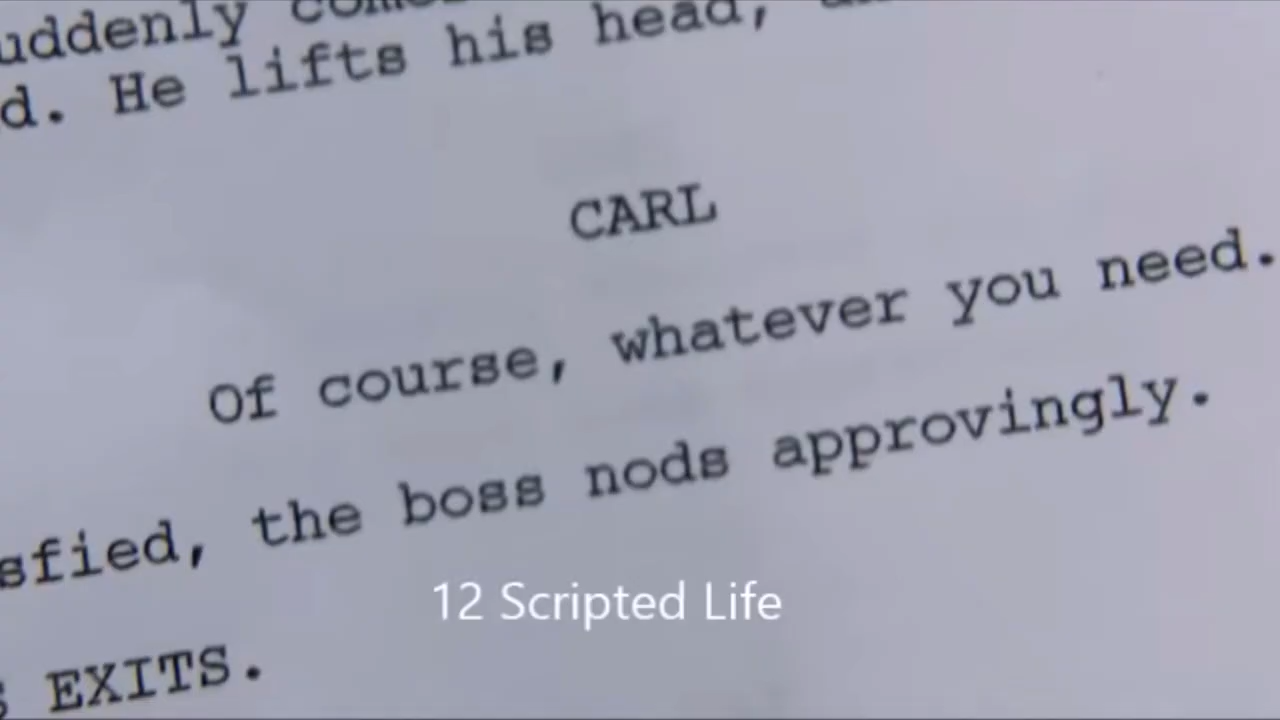 uddenly
d. He lifts his head,
CARL
Of course, whatever you need.
sfied, the boss nods approvingly.
12 Scripted Life
EXITS.